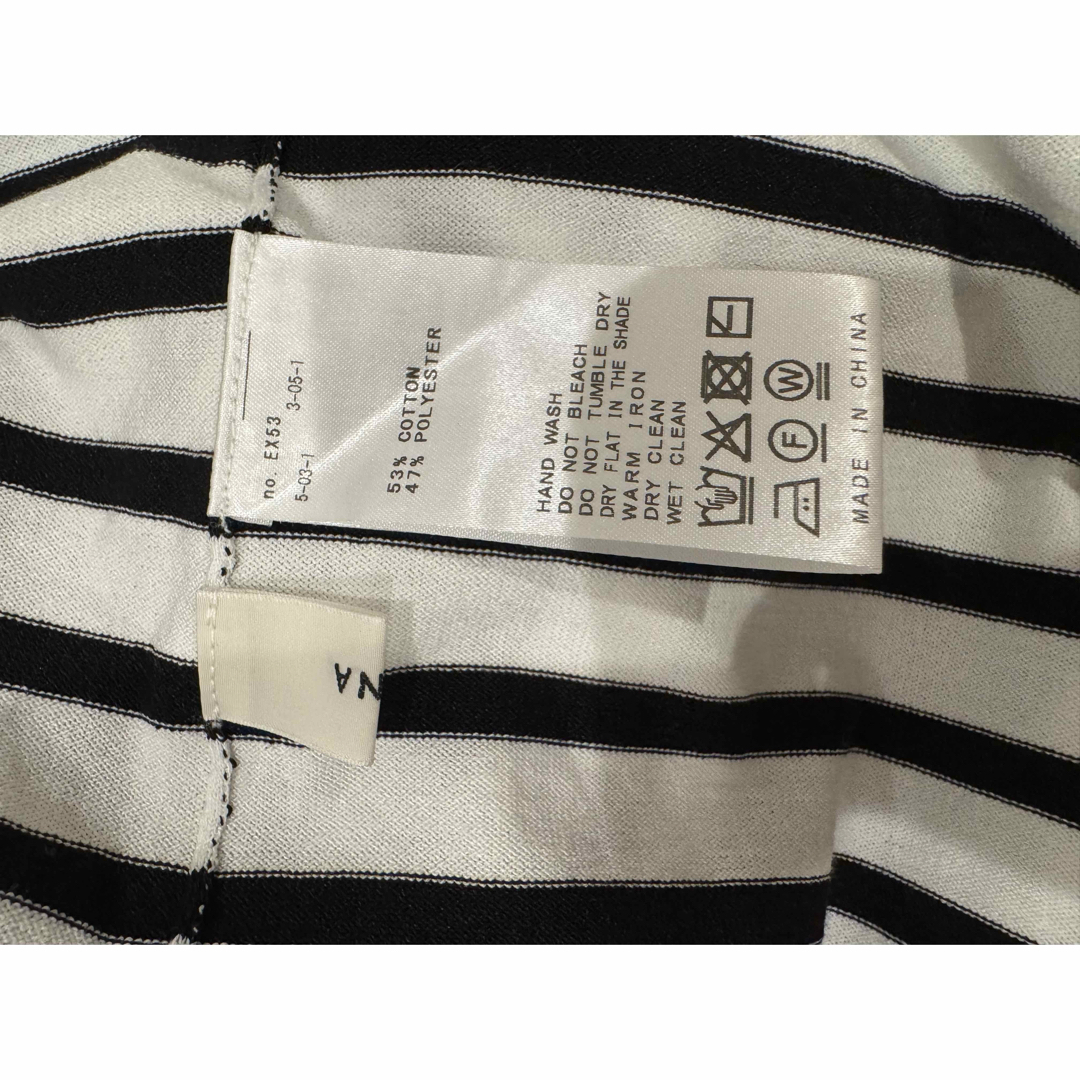 no. EX53
5-03-1 3-05-1
53% COTTON
47% POLYESTER
HAND WASH
DO NOT BLEACH
DO NOT TUMBLE DRY
DRY FLAT IN THE SHADE
WARM IRON
DRY CLEAN
WET CLEAN
F W
MADE IN CHINA
NA